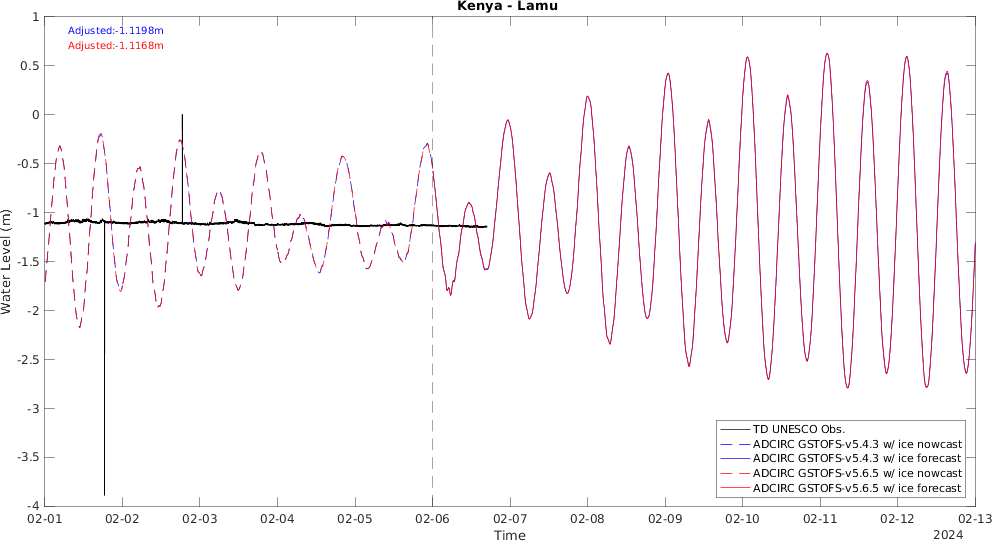 Kenya - Lamu
Adjusted:-1.1198m
Adjusted:-1.1168m
1
0.5
0
-0.5
-1
-1.5
-2
-2.5
-3
-3.5
-4
Water Level (m)
TD UNESCO Obs.
ADCIRC GSTOFS-v5.4.3 w/ ice nowcast
ADCIRC GSTOFS-v5.4.3 w/ ice forecast
ADCIRC GSTOFS-v5.6.5 w/ ice nowcast
ADCIRC GSTOFS-v5.6.5 w/ ice forecast
02-01 02-02 02-03 02-04 02-05 02-06 02-07 02-08 02-09 02-10 02-11 02-12 02-13
Time
2024